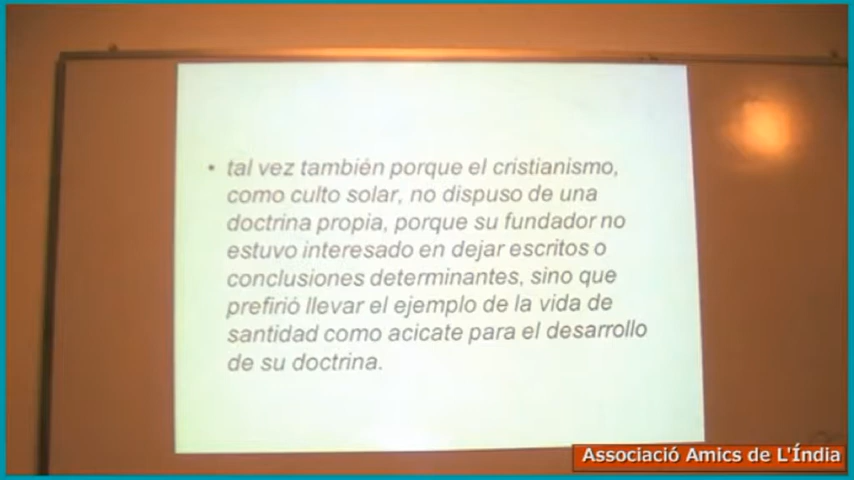 • tal vez también porque el cristianismo,
como culto solar, no dispuso de una
doctrina propia, porque su fundador no
estuvo interesado en dejar escritos o
conclusiones determinantes, sino que
prefirió llevar el ejemplo de la vida de
santidad como acicate para el desarrollo
de su doctrina.
Associació Amics de L'Índia